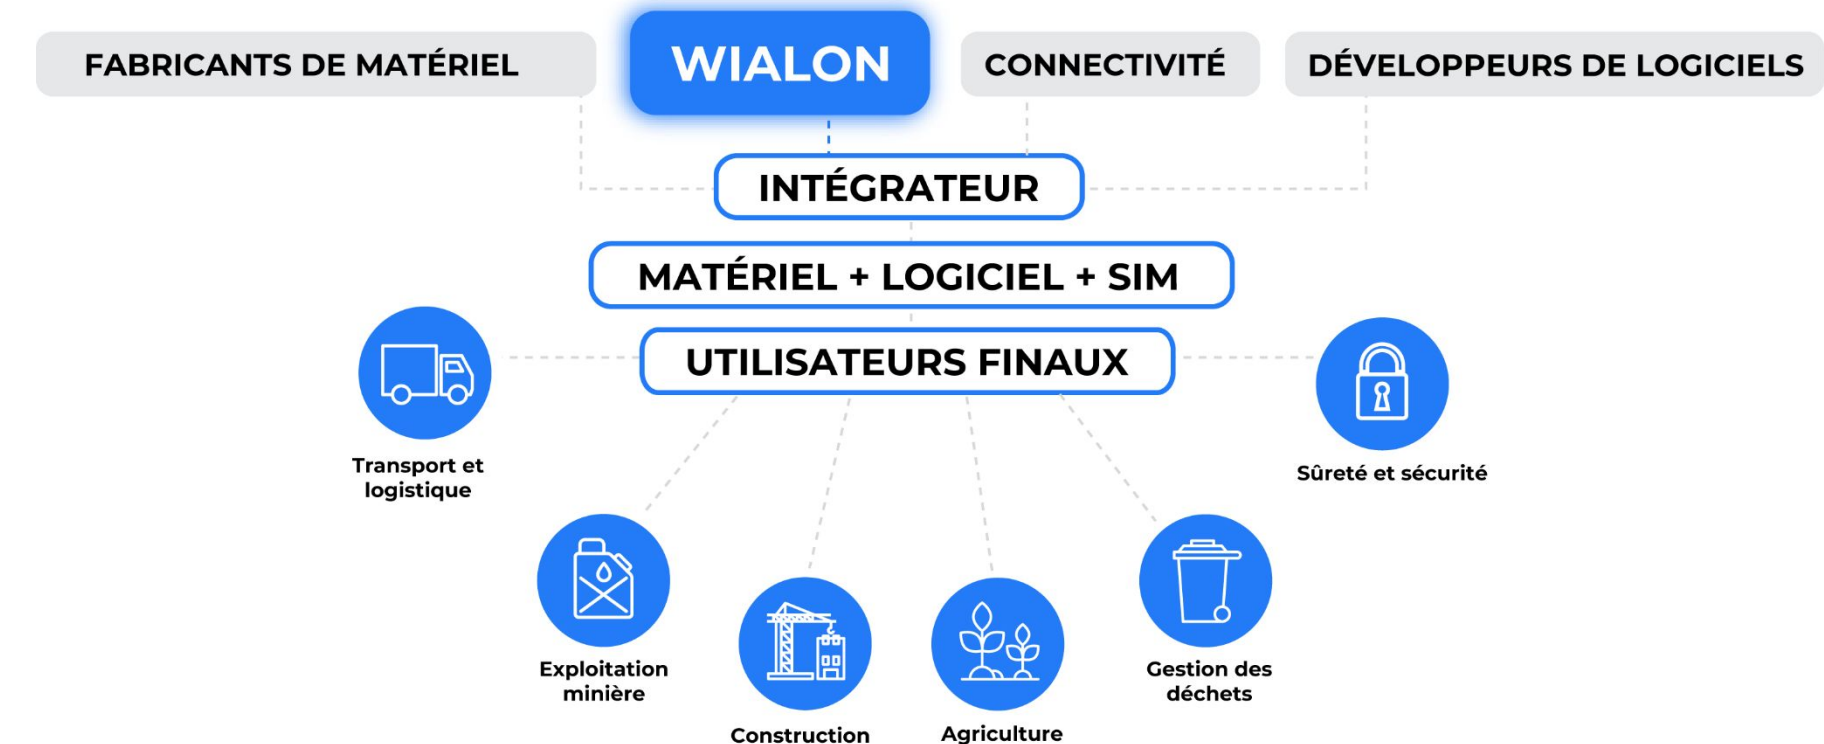 FABRICANTS DE MATÉRIEL
WIALON
CONNECTIVITÉ
DÉVELOPPEURS DE LOGICIELS
INTÉGRATEUR
MATÉRIEL + LOGICIEL + SIM
UTILISATEURS FINAUX
Transport et
logistique
Sûreté et sécurité
Exploitation
minière
Construction
Agriculture
Gestion des
déchets